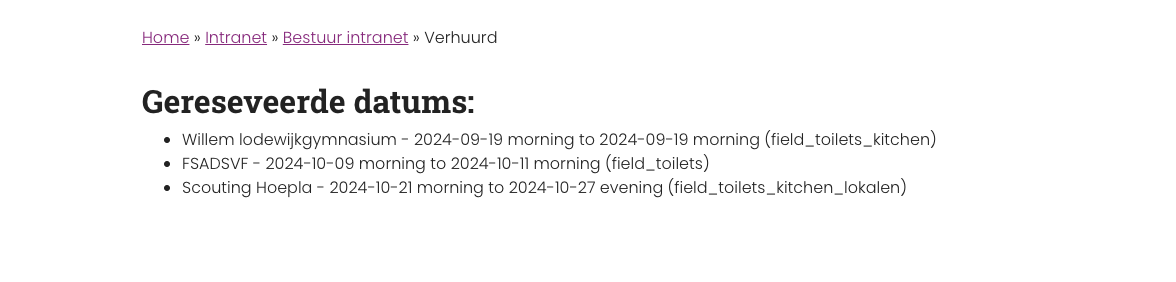 Home » Intranet » Bestuur intranet » Verhuurd
Gereseveerde datums:
• Willem lodewijkgymnasium - 2024-09-19 morning to 2024-09-19 morning (field_toilets_kitchen)
• FSADSVF - 2024-10-09 morning to 2024-10-11 morning (field_toilets)
• Scouting Hoepla - 2024-10-21 morning to 2024-10-27 evening (field_toilets_kitchen_lokalen)